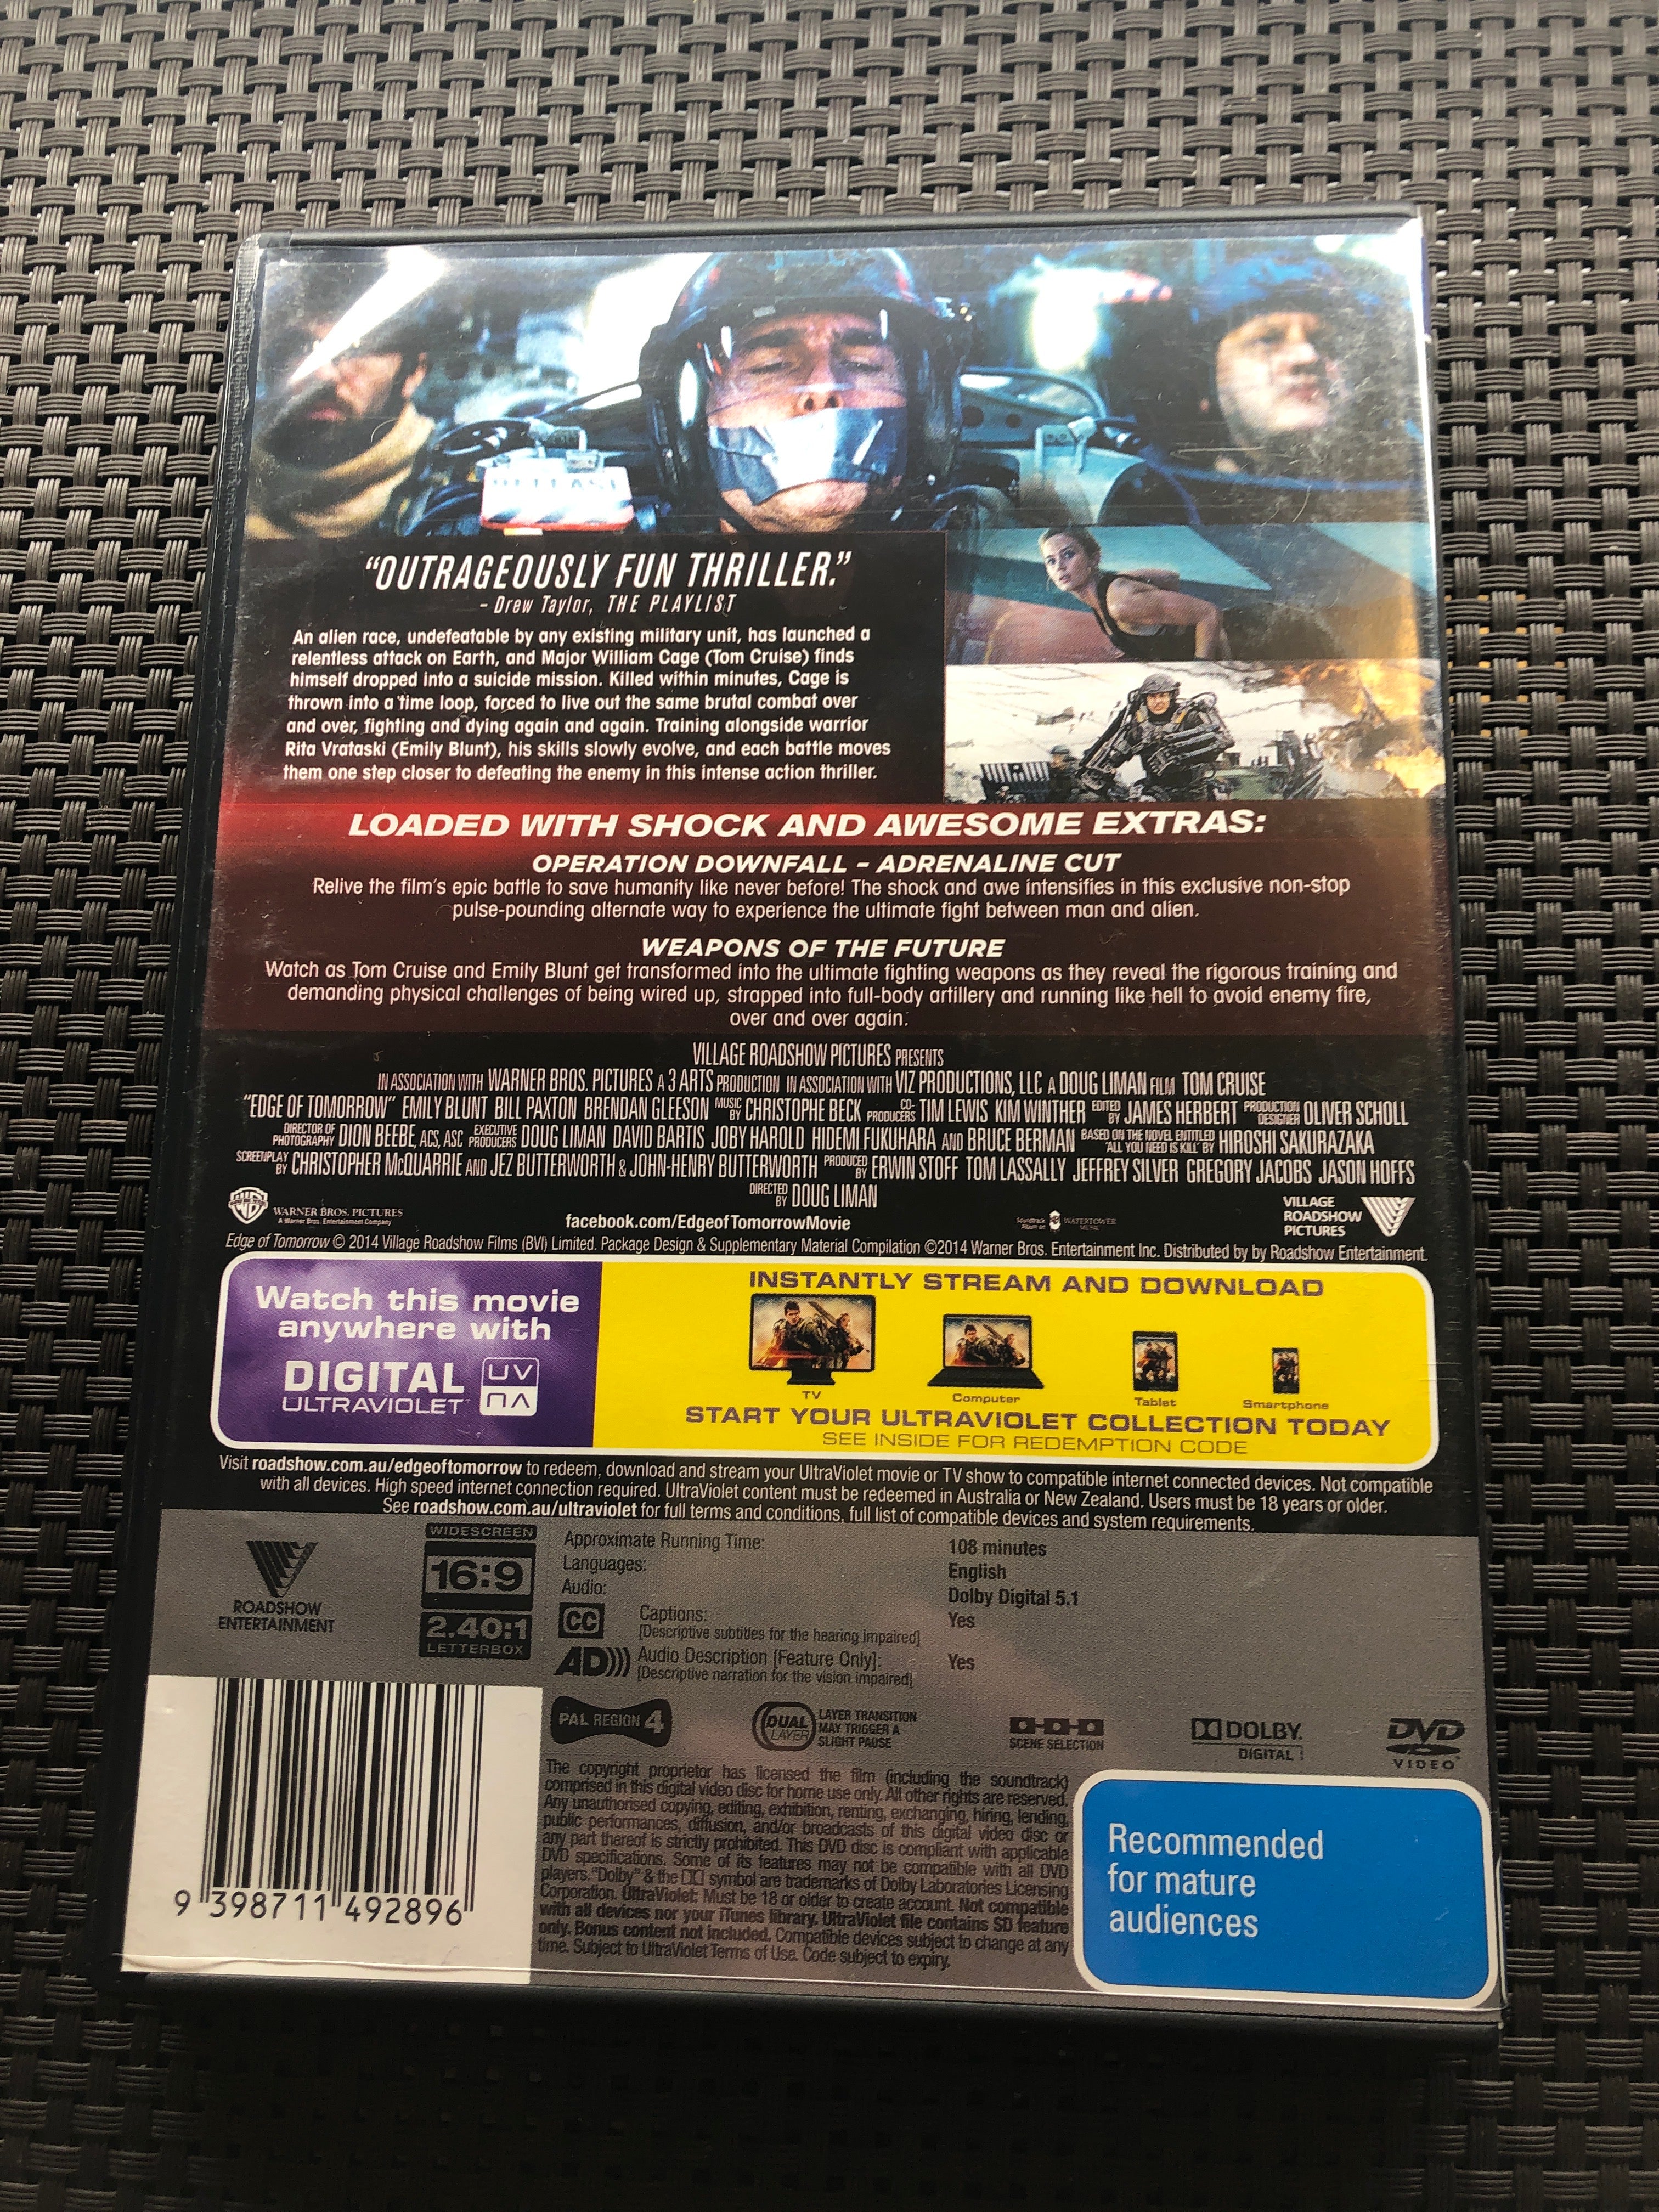 RELEASE
"OUTRAGEOUSLY FUN THRILLER."
- Drew Taylor, THE PLAYLIST
An alien race, undefeatable by any existing military unit, has launched a
relentless attack on Earth, and Major William Cage (Tom Cruise) finds
himself dropped into a suicide mission. Killed within minutes, Cage is
thrown into a time loop, forced to live out the same brutal combat over
and over, fighting and dying again and again. Training alongside warrior
Rita Vrataski (Emily Blunt), his skills slowly evolve, and each battle moves
them one step closer to defeating the enemy in this intense action thriller.
LOADED WITH SHOCK AND AWESOME EXTRAS:
OPERATION DOWNFALL - ADRENALINE CUT
Relive the film's epic battle to save humanity like never before! The shock and awe intensifies in this exclusive non-stop
pulse-pounding alternate way to experience the ultimate fight between man and alien.
WEAPONS OF THE FUTURE
Watch as Tom Cruise and Emily Blunt get transformed into the ultimate fighting weapons as they reveal the rigorous training and
demanding physical challenges of being wired up, strapped into full-body artillery and running like hell to avoid enemy fire,
over and over again.
VILLAGE ROADSHOW PICTURES PRESENTS
IN ASSOCIATION WITH WARNER BROS. PICTURES A 3 ARTS PRODUCTION IN ASSOCIATION WITH VIZ PRODUCTIONS, LLC A DOUG LIMAN FILM TOM CRUISE
"EDGE OF TOMORROW" EMILY BLUNT BILL PAXTON BRENDAN GLEESON MUSIC BY CHRISTOPHE BECK CO-PRODUCERS TIM LEWIS KIM WINTHER EDITED BY JAMES HERBERT PRODUCTION DESIGNER OLIVER SCHOLL
DIRECTOR OF PHOTOGRAPHY DION BEEBE, ACS, ASC EXECUTIVE PRODUCERS DOUG LIMAN DAVID BARTIS JOBY HAROLD HIDEMI FUKUHARA AND BRUCE BERMAN BASED ON THE NOVEL ENTITLED 'ALL YOU NEED IS KILL' BY HIROSHI SAKURAZAKA
SCREENPLAY BY CHRISTOPHER McQUARRIE AND JEZ BUTTERWORTH & JOHN-HENRY BUTTERWORTH PRODUCED BY ERWIN STOFF TOM LASSALLY JEFFREY SILVER GREGORY JACOBS JASON HOFFS
DIRECTED BY DOUG LIMAN
WB WARNER BROS. PICTURES
A Warner Bros. Entertainment Company
facebook.com/EdgeofTomorrowMovie
Soundtrack Album on WATERTOWER MUSIC
VILLAGE
ROADSHOW
PICTURES
Edge of Tomorrow © 2014 Village Roadshow Films (BVI) Limited. Package Design & Supplementary Material Compilation ©2014 Warner Bros. Entertainment Inc. Distributed by by Roadshow Entertainment.
Watch this movie
anywhere with
DIGITAL
ULTRAVIOLET
UV
INSTANTLY STREAM AND DOWNLOAD
TV
Computer
Tablet
Smartphone
START YOUR ULTRAVIOLET COLLECTION TODAY
SEE INSIDE FOR REDEMPTION CODE
Visit roadshow.com.au/edgeoftomorrow to redeem, download and stream your UltraViolet movie or TV show to compatible internet connected devices. Not compatible
with all devices. High speed internet connection required. UltraViolet content must be redeemed in Australia or New Zealand. Users must be 18 years or older.
See roadshow.com.au/ultraviolet for full terms and conditions, full list of compatible devices and system requirements.
ROADSHOW
ENTERTAINMENT
WIDESCREEN
16:9
2.40:1
LETTERBOX
Approximate Running Time: 108 minutes
Languages: English
Audio: Dolby Digital 5.1
CC Captions: Yes
[Descriptive subtitles for the hearing impaired]
AD))) Audio Description [Feature Only]: Yes
[Descriptive narration for the vision impaired]
PAL REGION 4
DUAL LAYER
LAYER TRANSITION
MAY TRIGGER A
SLIGHT PAUSE
SCENE SELECTION
DOLBY
DIGITAL
DVD
VIDEO
The copyright proprietor has licensed the film (including the soundtrack)
comprised in this digital video disc for home use only. All other rights are reserved.
Any unauthorised copying, editing, exhibition, renting, exchanging, hiring, lending,
public performances, diffusion, and/or broadcasts of this digital video disc or
any part thereof is strictly prohibited. This DVD disc is compliant with applicable
DVD specifications. Some of its features may not be compatible with all DVD
players. "Dolby" & the symbol are trademarks of Dolby Laboratories Licensing
Corporation. UltraViolet: Must be 18 or older to create account. Not compatible
with all devices nor your iTunes library. UltraViolet file contains SD feature
only. Bonus content not included. Compatible devices subject to change at any
time. Subject to UltraViolet Terms of Use. Code subject to expiry.
9 398711 492896
Recommended
for mature
audiences